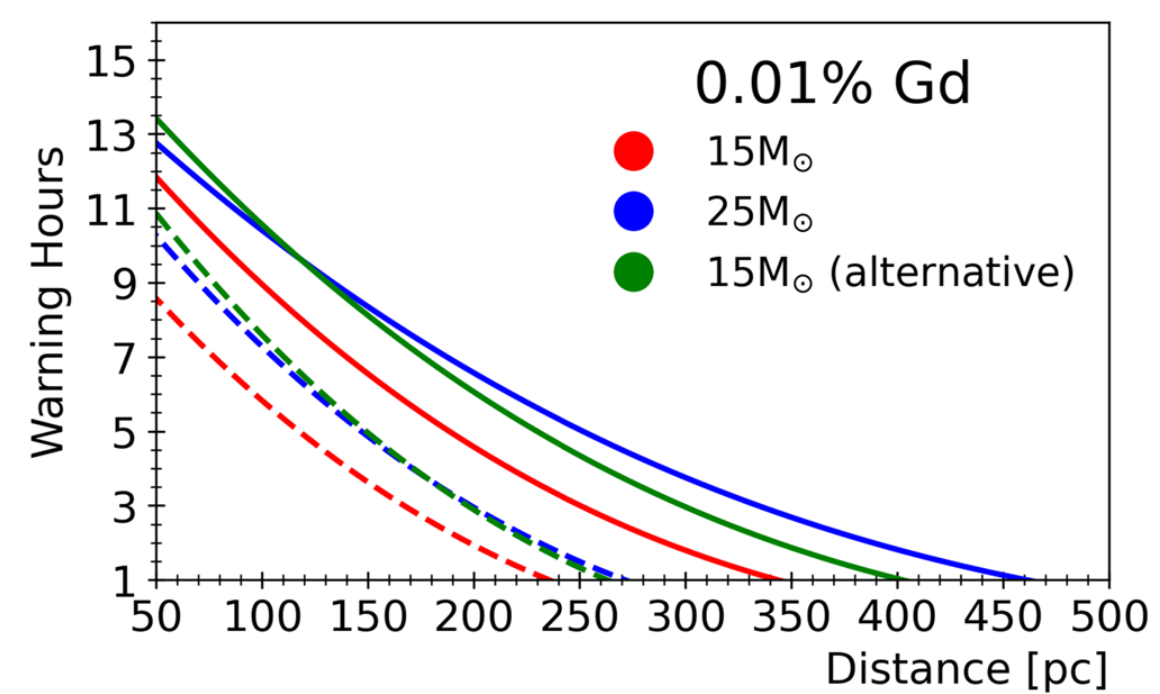 0.01% Gd
15M⊙
25M⊙
15M⊙ (alternative)
Warning Hours
15
13
11
9
7
5
3
1
50 100 150 200 250 300 350 400 450 500
Distance [pc]